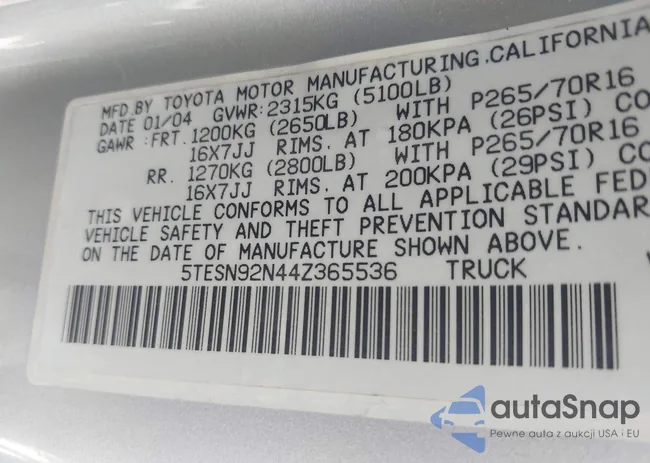 MFD.BY TOYOTA MOTOR MANUFACTURING.CALIFORNIA
DATE 01/04 GVWR:2315KG (5100LB)
GAWR :FRT. 1200KG (2650LB) WITH P265/70R16
16X7JJ RIMS. AT 180KPA (26PSI) CO
RR. 1270KG (2800LB) WITH P265/70R16
16X7JJ RIMS. AT 200KPA (29PSI) CO
THIS VEHICLE CONFORMS TO ALL APPLICABLE FED
VEHICLE SAFETY AND THEFT PREVENTION STANDAR
ON THE DATE OF MANUFACTURE SHOWN ABOVE.
5TESN92N44Z365536 TRUCK
autaSnap
Pewne auta z aukcji USA i EU